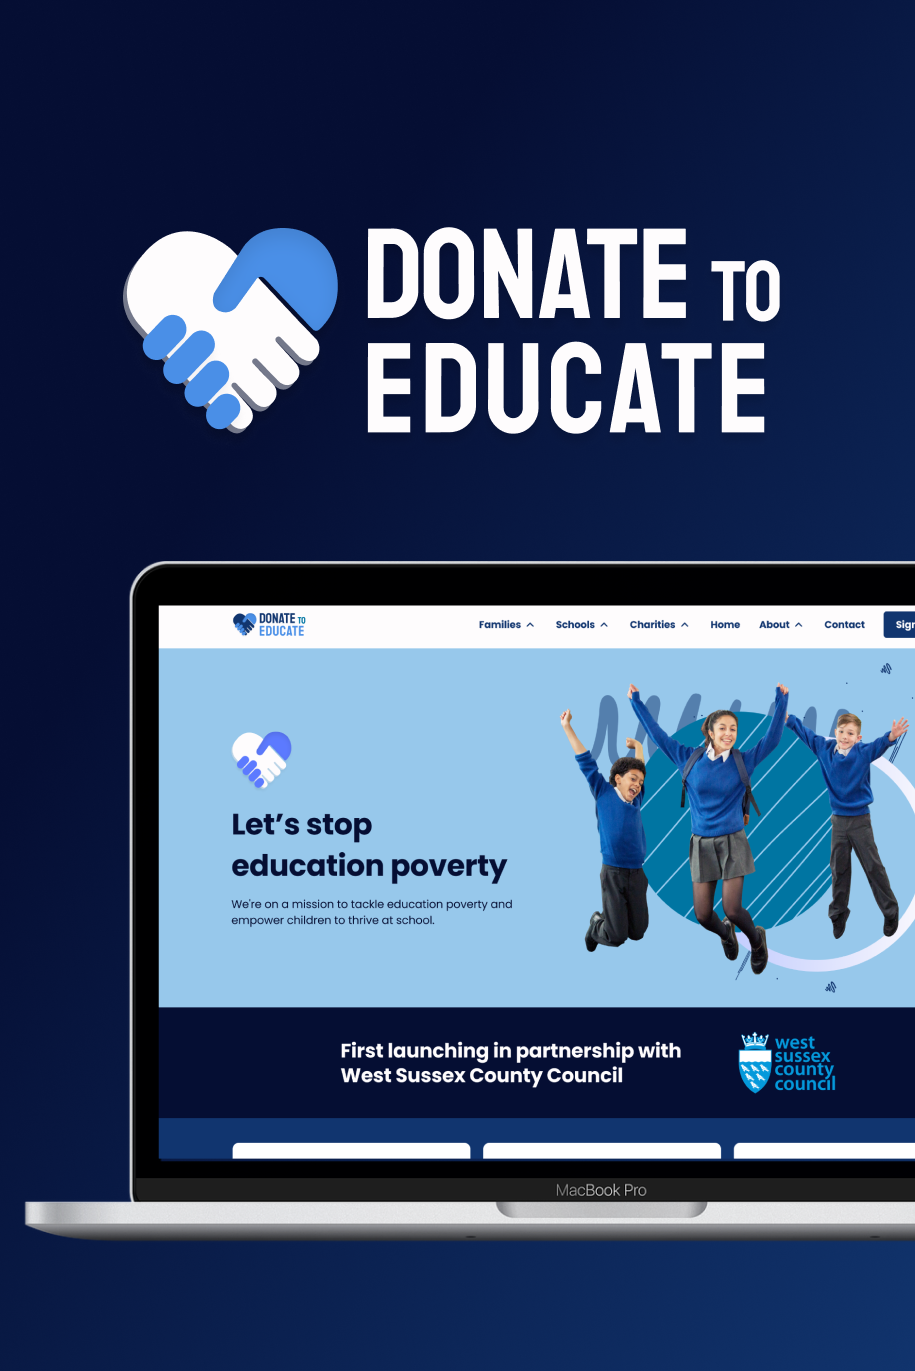 DONATE TO
EDUCATE
DONATE TO
EDUCATE
Families
Schools
Charities
Home
About
Contact
Sign
Let’s stop
education poverty
We're on a mission to tackle education poverty and
empower children to thrive at school.
First launching in partnership with
West Sussex County Council
west
sussex
county
council
MacBook Pro